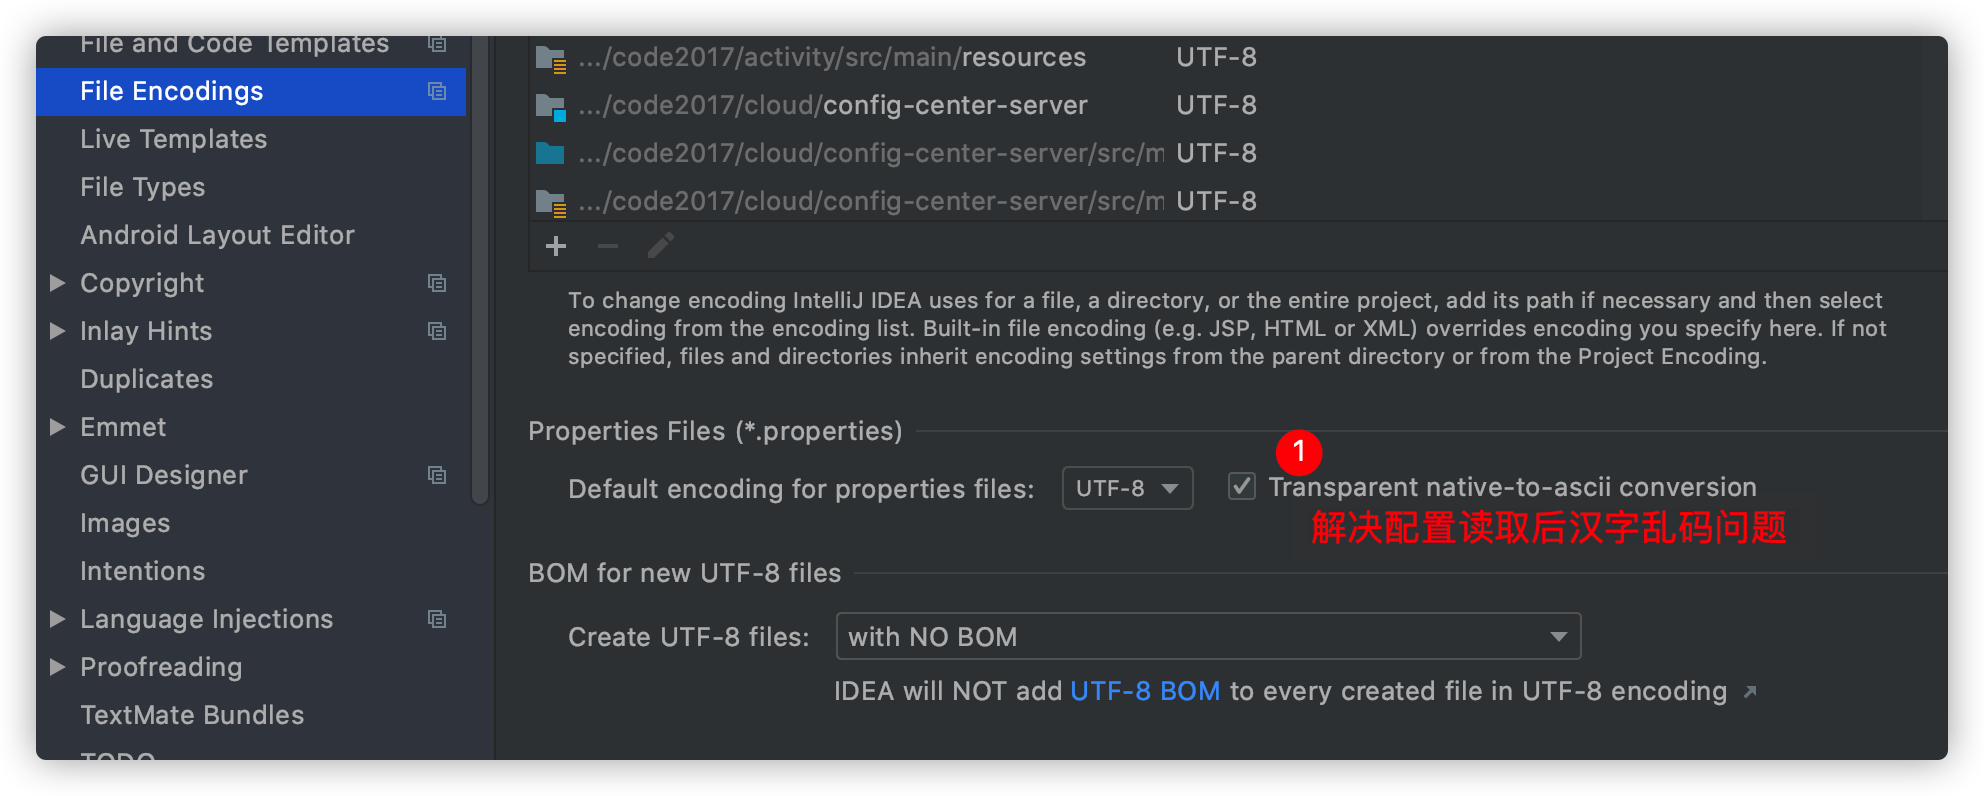 File and Code Templates
File Encodings
Live Templates
File Types
Android Layout Editor
Copyright
Inlay Hints
Duplicates
Emmet
GUI Designer
Images
Intentions
Language Injections
Proofreading
TextMate Bundles
TODO
.../code2017/activity/src/main/resources UTF-8
.../code2017/cloud/config-center-server UTF-8
.../code2017/cloud/config-center-server/src/m UTF-8
.../code2017/cloud/config-center-server/src/m UTF-8
To change encoding IntelliJ IDEA uses for a file, a directory, or the entire project, add its path if necessary and then select
encoding from the encoding list. Built-in file encoding (e.g. JSP, HTML or XML) overrides encoding you specify here. If not
specified, files and directories inherit encoding settings from the parent directory or from the Project Encoding.
Properties Files (*.properties)
1
Default encoding for properties files: UTF-8 Transparent native-to-ascii conversion
解决配置读取后汉字乱码问题
BOM for new UTF-8 files
Create UTF-8 files: with NO BOM
IDEA will NOT add UTF-8 BOM to every created file in UTF-8 encoding